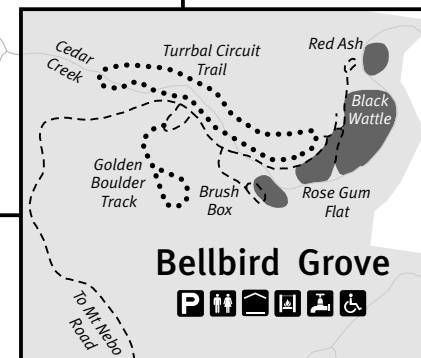 Cedar
Creek
Turrbal Circuit
Trail
Red Ash
Black
Wattle
Golden
Boulder
Track
Brush
Box
Rose Gum
Flat
Bellbird Grove
P
To Mt Nebo
Road